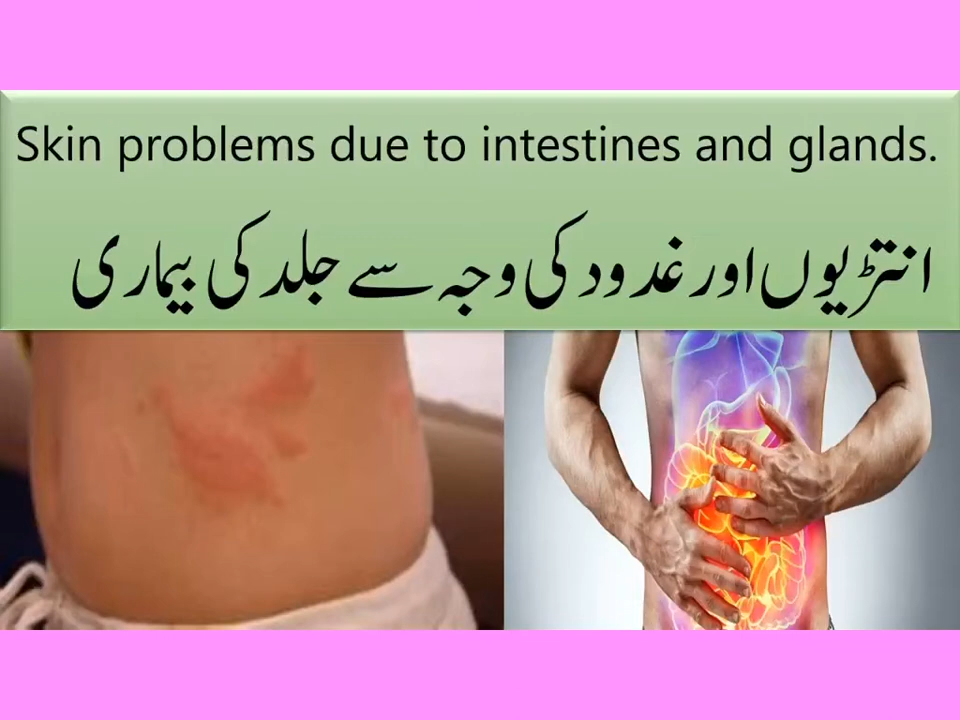 Skin problems due to intestines and glands.
انتڑیوں اور غدود کی وجہ سے جلد کی بیماری